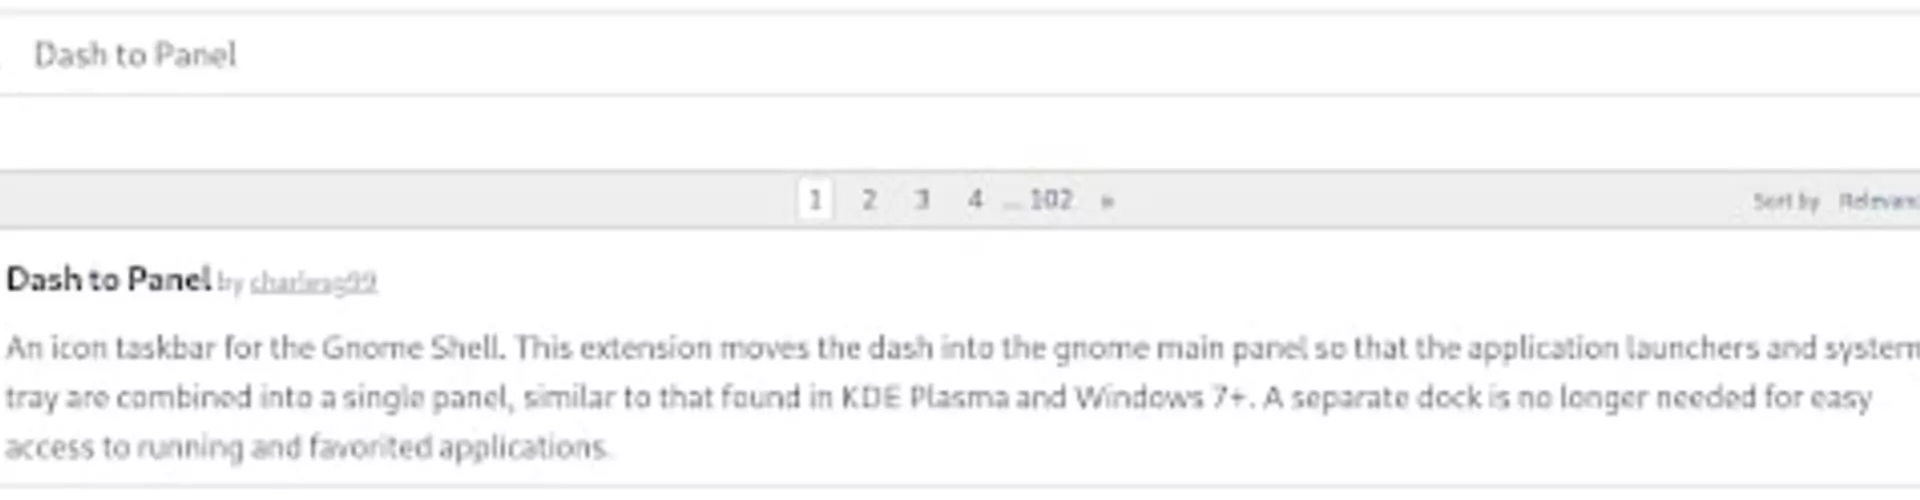 Dash to Panel
1 2 3 4 ... 102 »
Sort by
Dash to Panel by charlesg99
An icon taskbar for the Gnome Shell. This extension moves the dash into the gnome main panel so that the application launchers and system
tray are combined into a single panel, similar to that found in KDE Plasma and Windows 7+. A separate dock is no longer needed for easy
access to running and favorited applications.